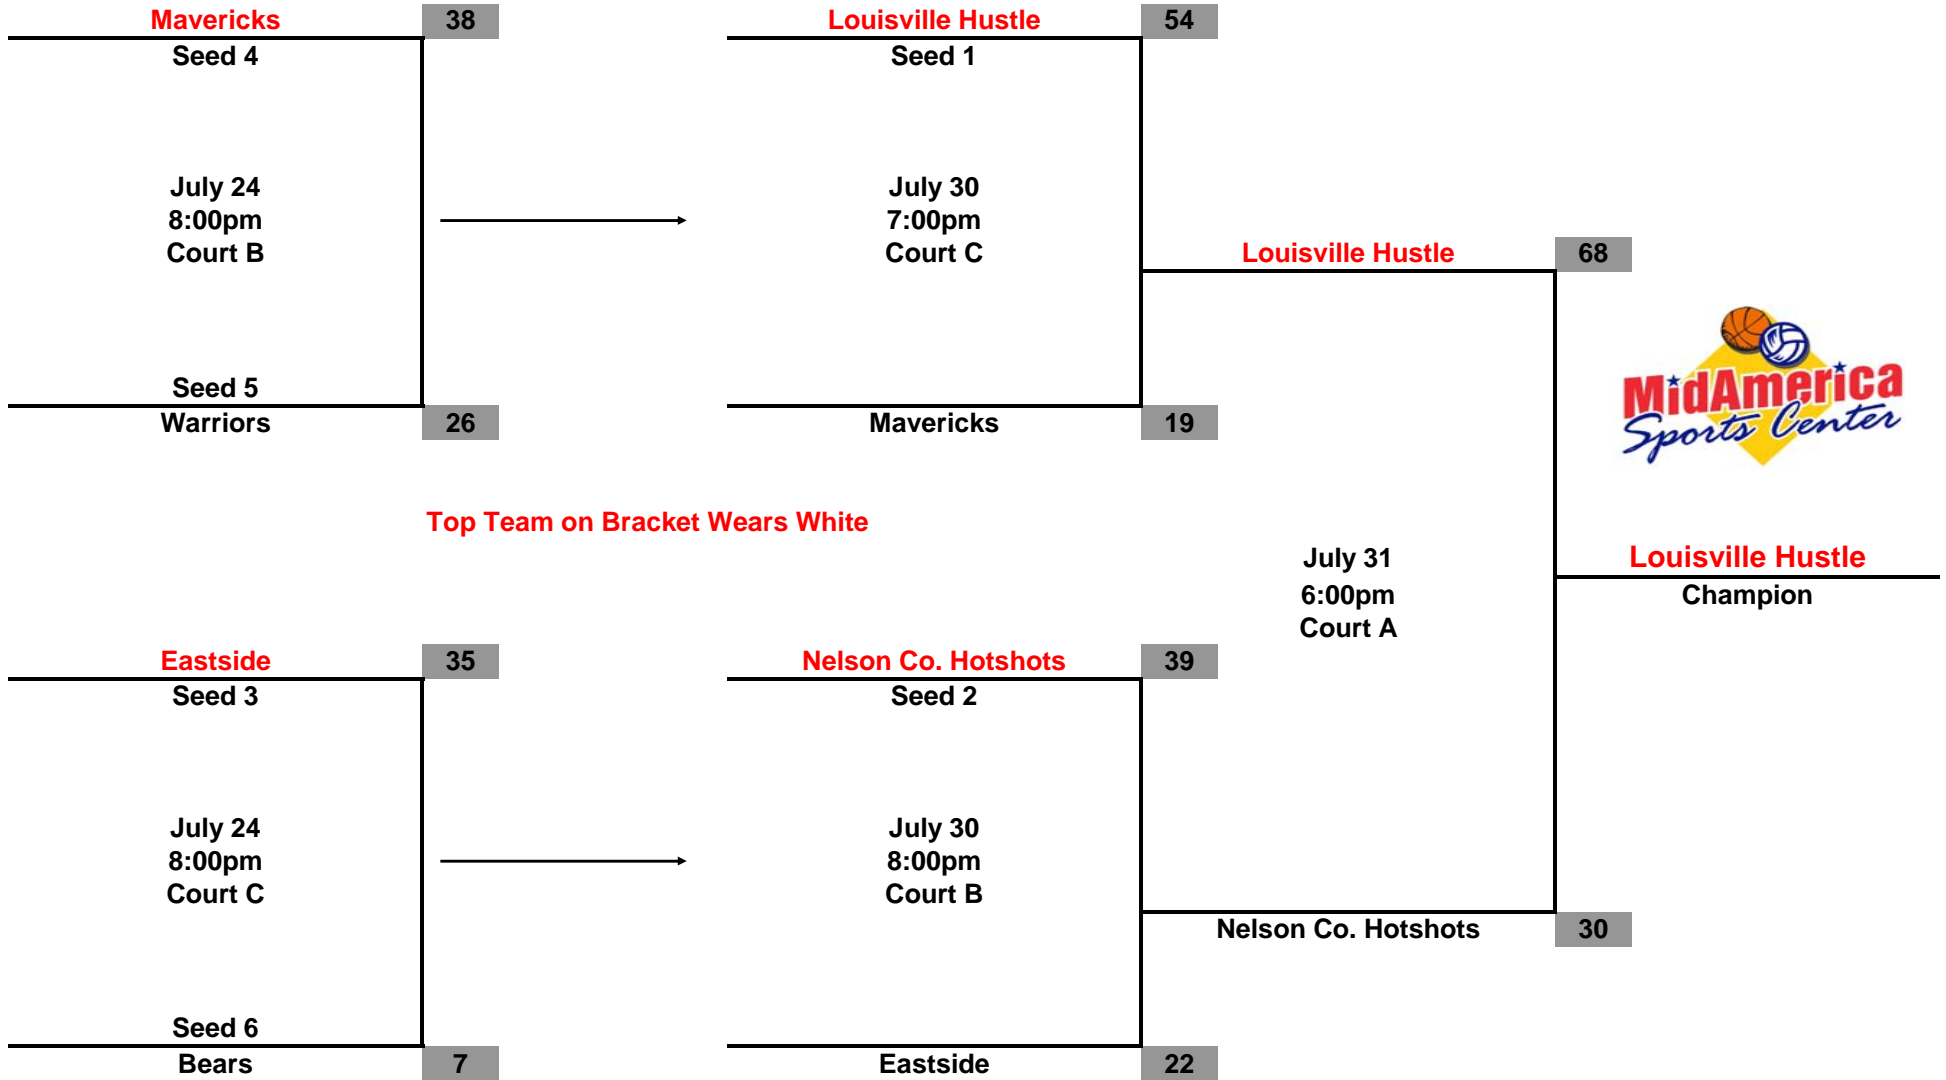 Mavericks 38
Seed 4
July 24
8:00pm
Court B
Seed 5
Warriors 26
Louisville Hustle 54
Seed 1
July 30
7:00pm
Court C
Mavericks 19
Louisville Hustle 68
MidAmerica
Sports Center
Top Team on Bracket Wears White
July 31
6:00pm
Court A
Louisville Hustle
Champion
Eastside 35
Seed 3
July 24
8:00pm
Court C
Seed 6
Bears 7
Nelson Co. Hotshots 39
Seed 2
July 30
8:00pm
Court B
Eastside 22
Nelson Co. Hotshots 30